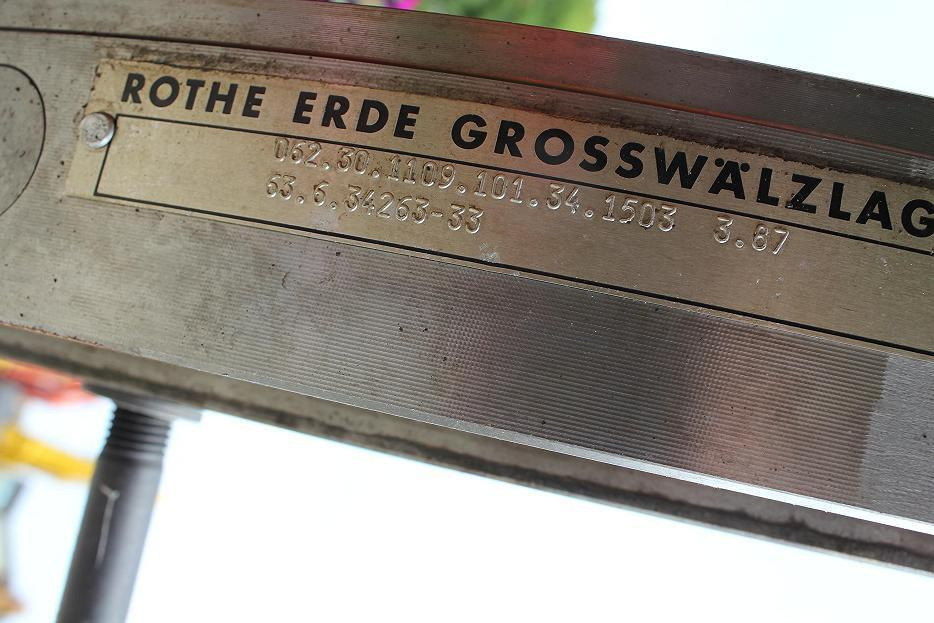 ROTHE ERDE GROSSWÄLZLAG
062.30.1109.101.34.1503 3.87
63.6.34263-33